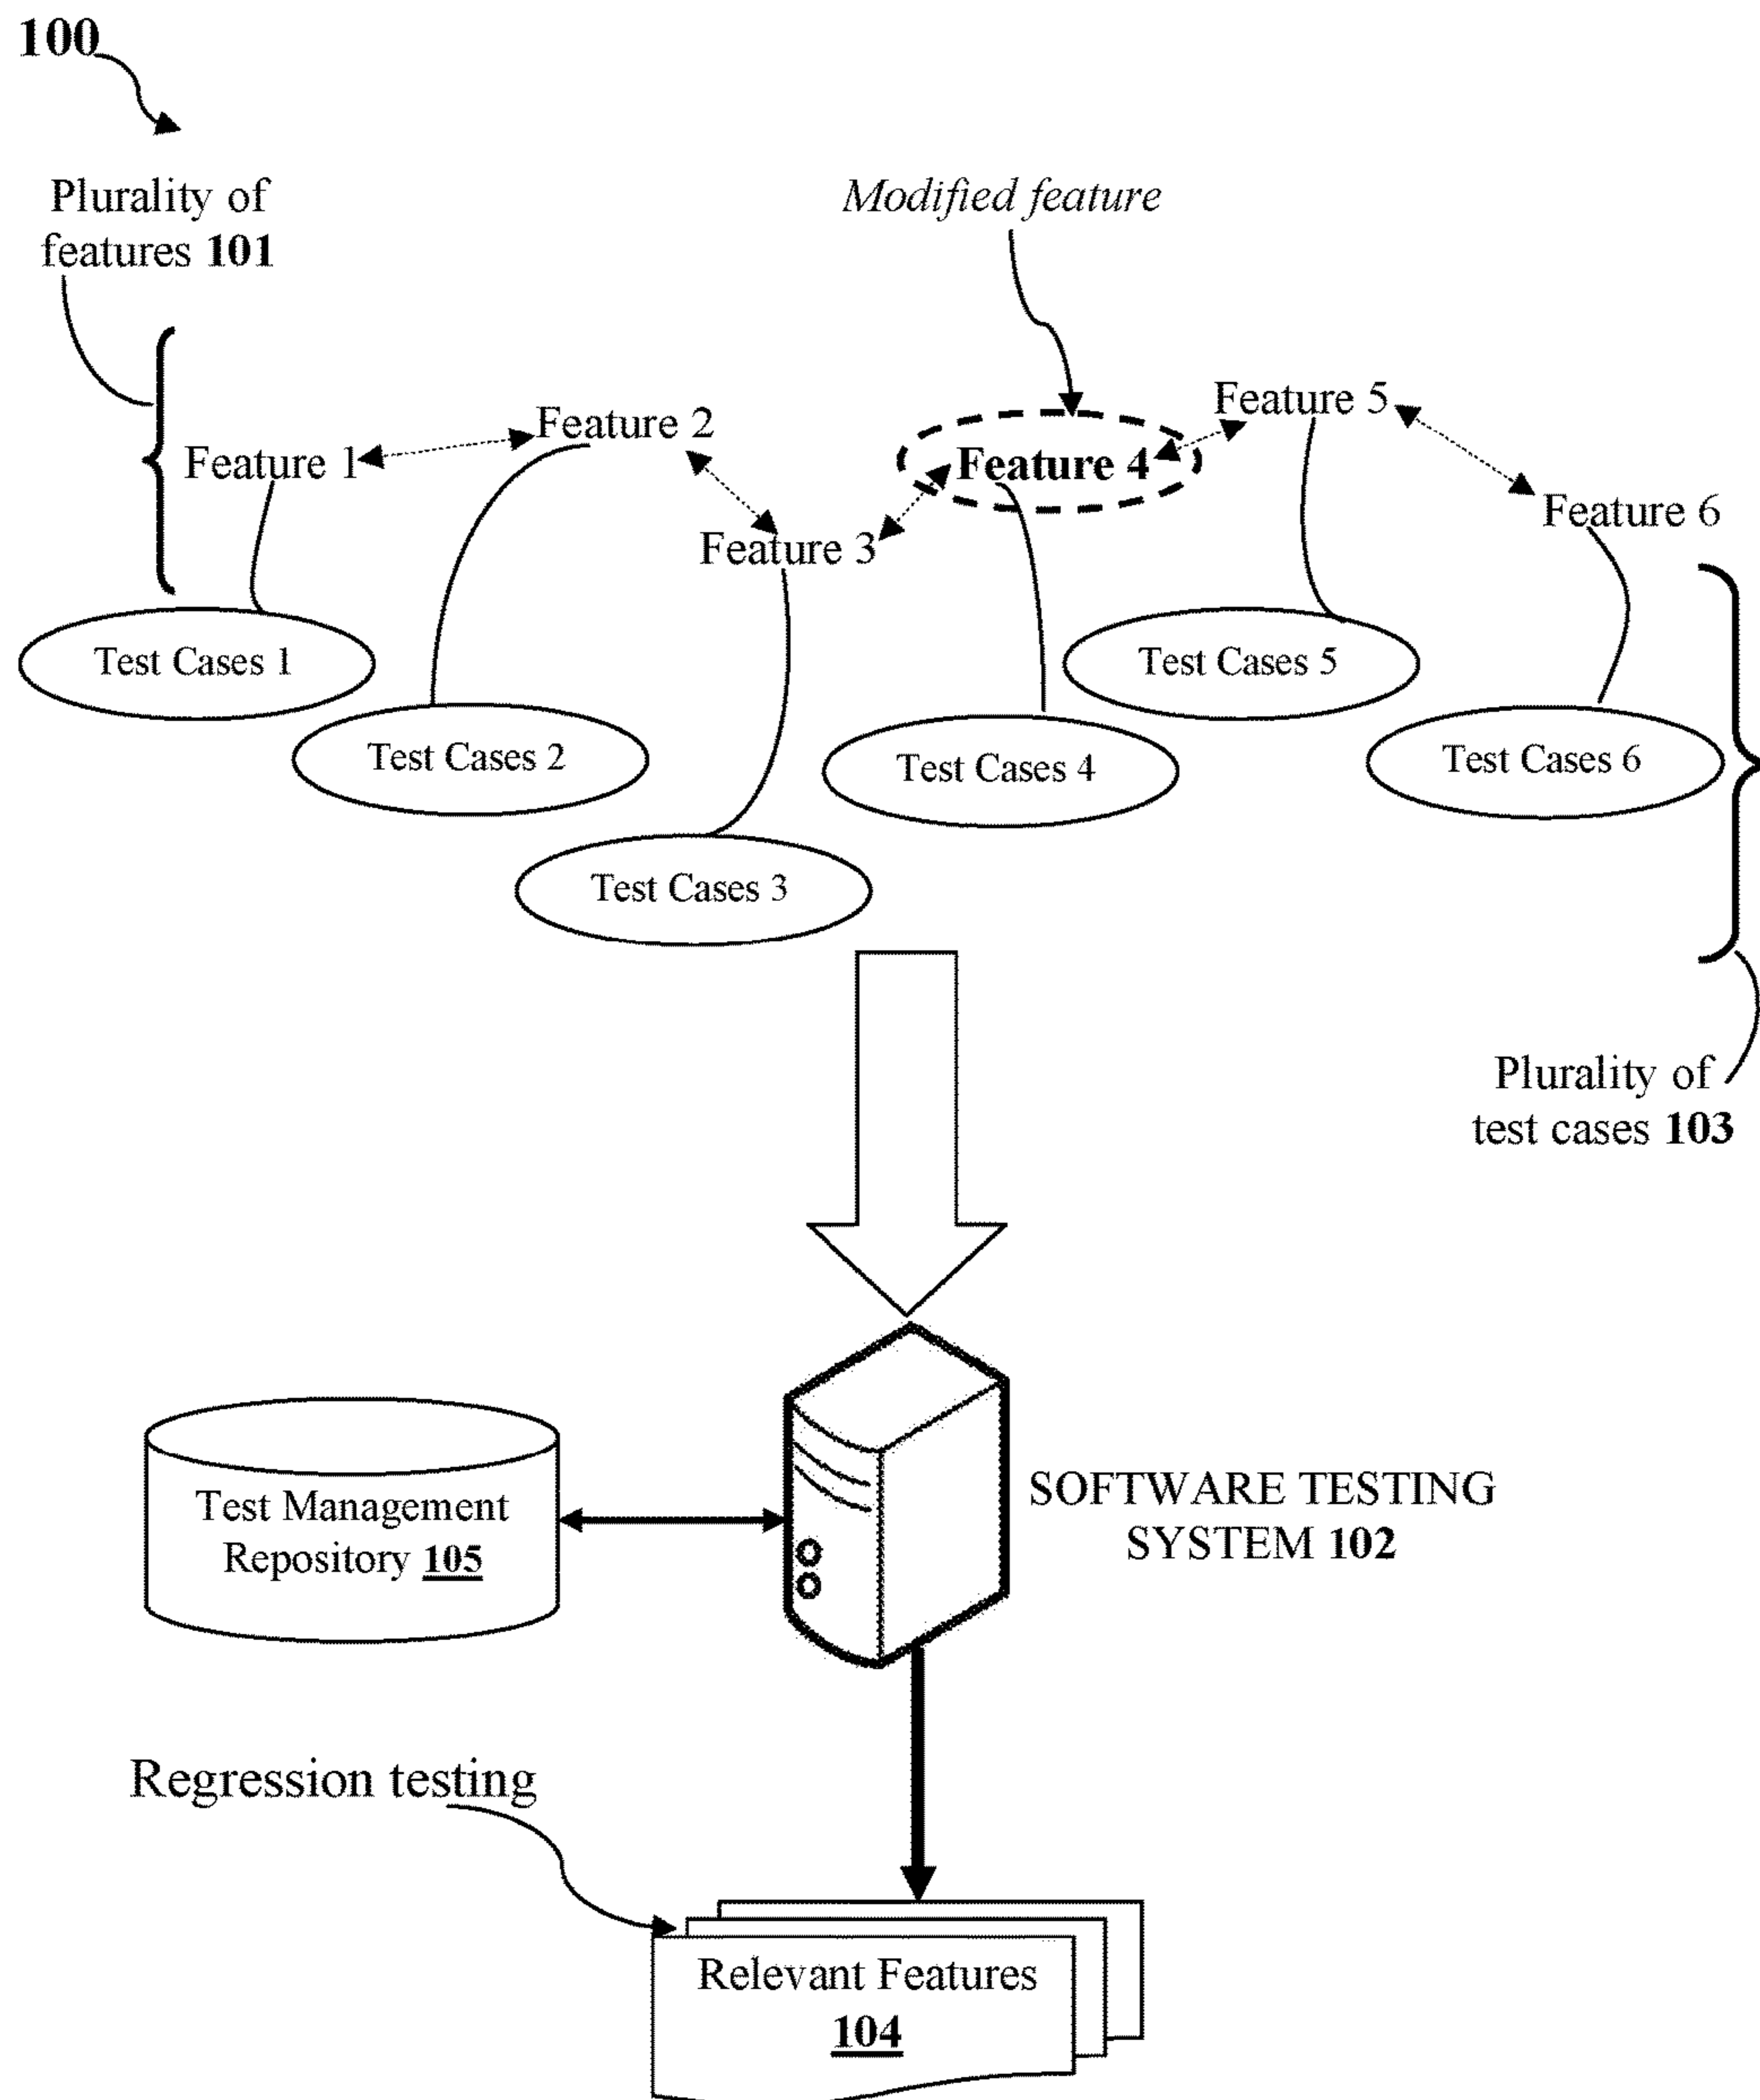 100
Plurality of
features 101
Modified feature
Feature 1
Feature 2
Feature 3
Feature 4
Feature 5
Feature 6
Test Cases 1
Test Cases 2
Test Cases 3
Test Cases 4
Test Cases 5
Test Cases 6
Plurality of
test cases 103
Test Management
Repository 105
SOFTWARE TESTING
SYSTEM 102
Regression testing
Relevant Features
104